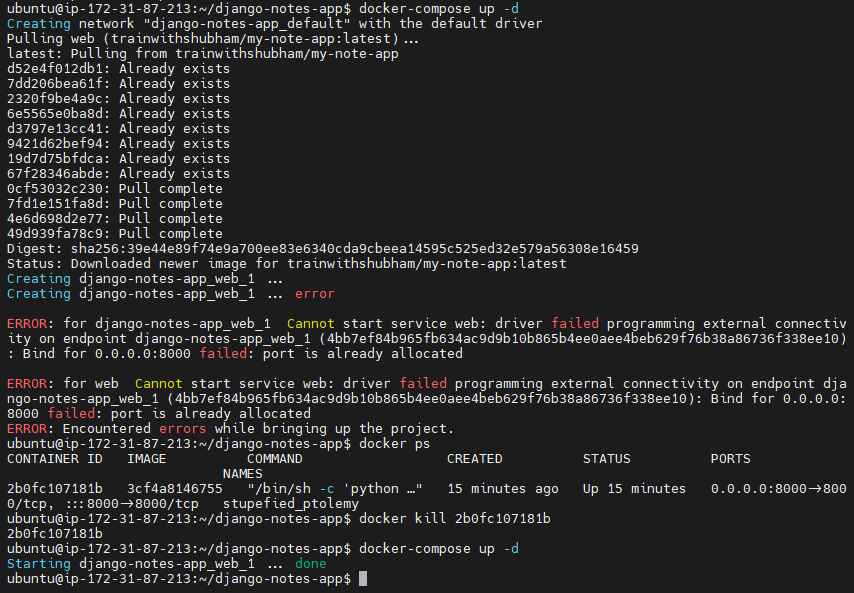 ubuntu@ip-172-31-87-213:~/django-notes-app$ docker-compose up -d
Creating network "django-notes-app_default" with the default driver
Pulling web (trainwithshubham/my-note-app:latest)...
latest: Pulling from trainwithshubham/my-note-app
d52e4f012db1: Already exists
7dd206bea61f: Already exists
2320f9be4a9c: Already exists
6e5565e0ba8d: Already exists
d3797e13cc41: Already exists
9421d62bef94: Already exists
19d7d75bfdca: Already exists
67f28346abde: Already exists
0cf53032c230: Pull complete
7fd1e151fa8d: Pull complete
4e6d698d2e77: Pull complete
49d939fa78c9: Pull complete
Digest: sha256:39e44e89f74e9a700ee83e6340cda9cbeea14595c525ed32e579a56308e16459
Status: Downloaded newer image for trainwithshubham/my-note-app:latest
Creating django-notes-app_web_1 ...
Creating django-notes-app_web_1 ... error
ERROR: for django-notes-app_web_1  Cannot start service web: driver failed programming external connectiv
ity on endpoint django-notes-app_web_1 (4bb7ef84b965fb634ac9d9b10b865b4ee0aee4beb629f76b38a86736f338ee10)
: Bind for 0.0.0.0:8000 failed: port is already allocated
ERROR: for web  Cannot start service web: driver failed programming external connectivity on endpoint dja
ngo-notes-app_web_1 (4bb7ef84b965fb634ac9d9b10b865b4ee0aee4beb629f76b38a86736f338ee10): Bind for 0.0.0.0:
8000 failed: port is already allocated
ERROR: Encountered errors while bringing up the project.
ubuntu@ip-172-31-87-213:~/django-notes-app$ docker ps
CONTAINER ID   IMAGE          COMMAND                  CREATED          STATUS          PORTS
NAMES
2b0fc107181b   3cf4a8146755   "/bin/sh -c 'python …"   15 minutes ago   Up 15 minutes   0.0.0.0:8000->800
0/tcp, :::8000->8000/tcp   stupefied_ptolemy
ubuntu@ip-172-31-87-213:~/django-notes-app$ docker kill 2b0fc107181b
2b0fc107181b
ubuntu@ip-172-31-87-213:~/django-notes-app$ docker-compose up -d
Starting django-notes-app_web_1 ... done
ubuntu@ip-172-31-87-213:~/django-notes-app$